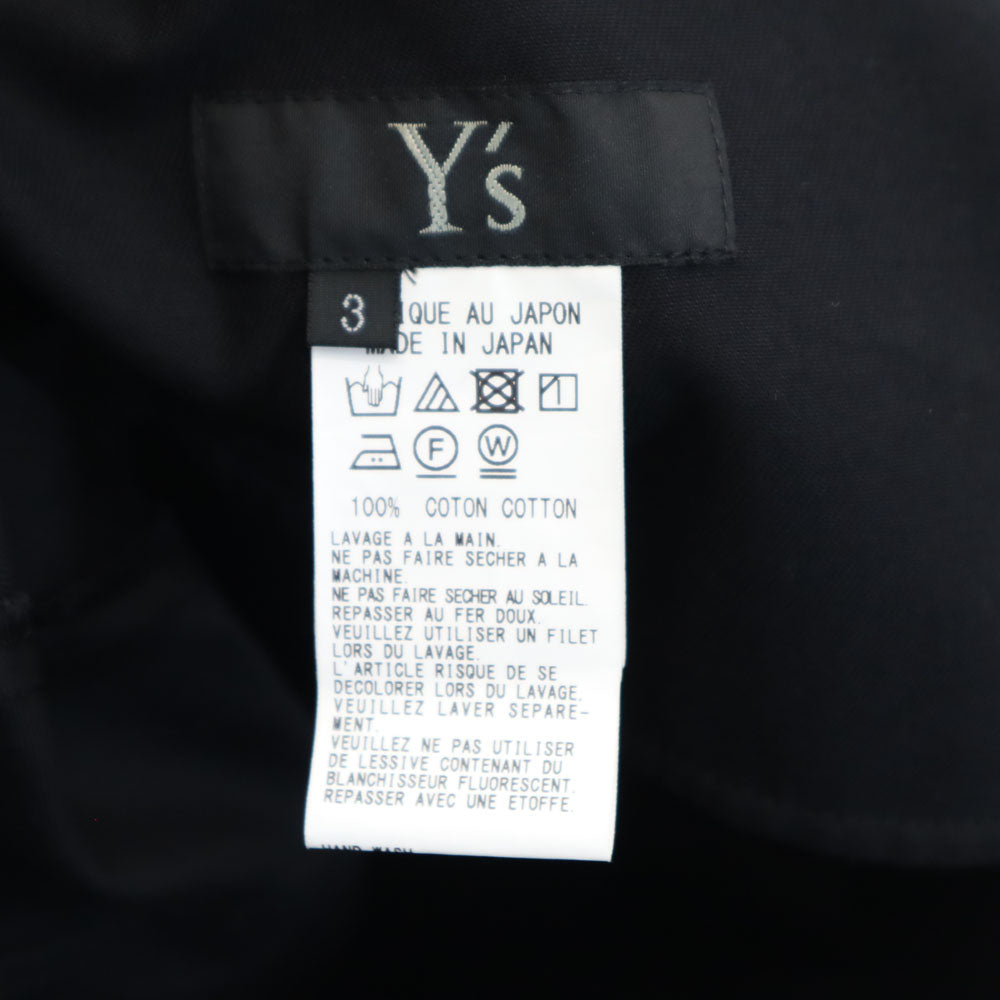 Y's
3
IQUE AU JAPON
MADE IN JAPAN
F W
100% COTON COTTON
LAVAGE A LA MAIN.
NE PAS FAIRE SECHER A LA
MACHINE.
NE PAS FAIRE SECHER AU SOLEIL.
REPASSER AU FER DOUX.
VEUILLEZ UTILISER UN FILET
LORS DU LAVAGE.
L'ARTICLE RISQUE DE SE
DECOLORER LORS DU LAVAGE.
VEUILLEZ LAVER SEPARE-
MENT.
VEUILLEZ NE PAS UTILISER
DE LESSIVE CONTENANT DU
BLANCHISSEUR FLUORESCENT.
REPASSER AVEC UNE ETOFFE.
HAND WASH